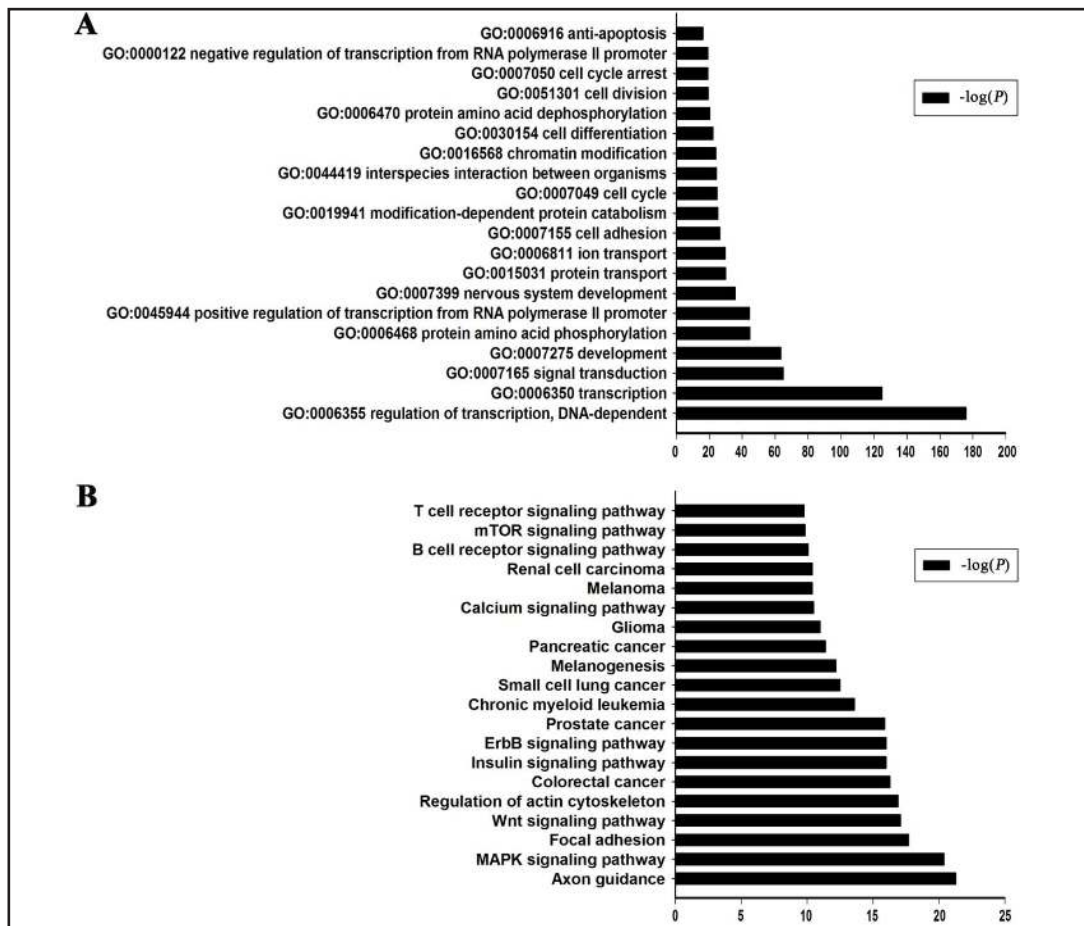 A
GO:0006916 anti-apoptosis
GO:0000122 negative regulation of transcription from RNA polymerase II promoter
GO:0007050 cell cycle arrest
GO:0051301 cell division
GO:0006470 protein amino acid dephosphorylation
GO:0030154 cell differentiation
GO:0016568 chromatin modification
GO:0044419 interspecies interaction between organisms
GO:0007049 cell cycle
GO:0019941 modification-dependent protein catabolism
GO:0007155 cell adhesion
GO:0006811 ion transport
GO:0015031 protein transport
GO:0007399 nervous system development
GO:0045944 positive regulation of transcription from RNA polymerase II promoter
GO:0006468 protein amino acid phosphorylation
GO:0007275 development
GO:0007165 signal transduction
GO:0006350 transcription
GO:0006355 regulation of transcription, DNA-dependent
-log(P)
0 20 40 60 80 100 120 140 160 180 200
B
T cell receptor signaling pathway
mTOR signaling pathway
B cell receptor signaling pathway
Renal cell carcinoma
Melanoma
Calcium signaling pathway
Glioma
Pancreatic cancer
Melanogenesis
Small cell lung cancer
Chronic myeloid leukemia
Prostate cancer
ErbB signaling pathway
Insulin signaling pathway
Colorectal cancer
Regulation of actin cytoskeleton
Wnt signaling pathway
Focal adhesion
MAPK signaling pathway
Axon guidance
-log(P)
0 5 10 15 20 25